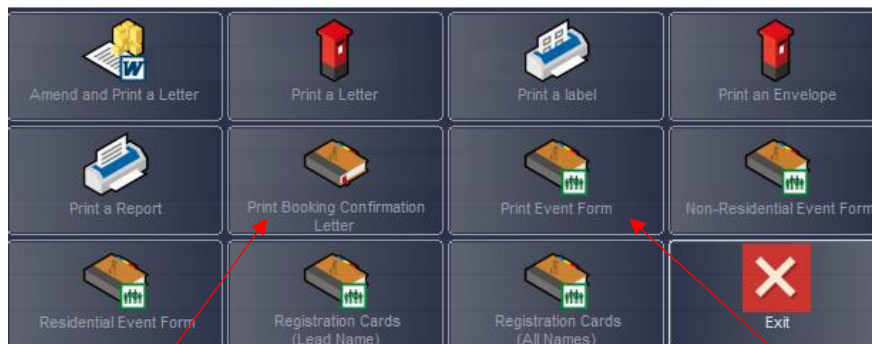 Amend and Print a Letter
Print a Letter
Print a label
Print an Envelope
Print a Report
Print Booking Confirmation
Letter
Print Event Form
Non-Residential Event Form
Residential Event Form
Registration Cards
(Lead Name)
Registration Cards
(All Names)
Exit